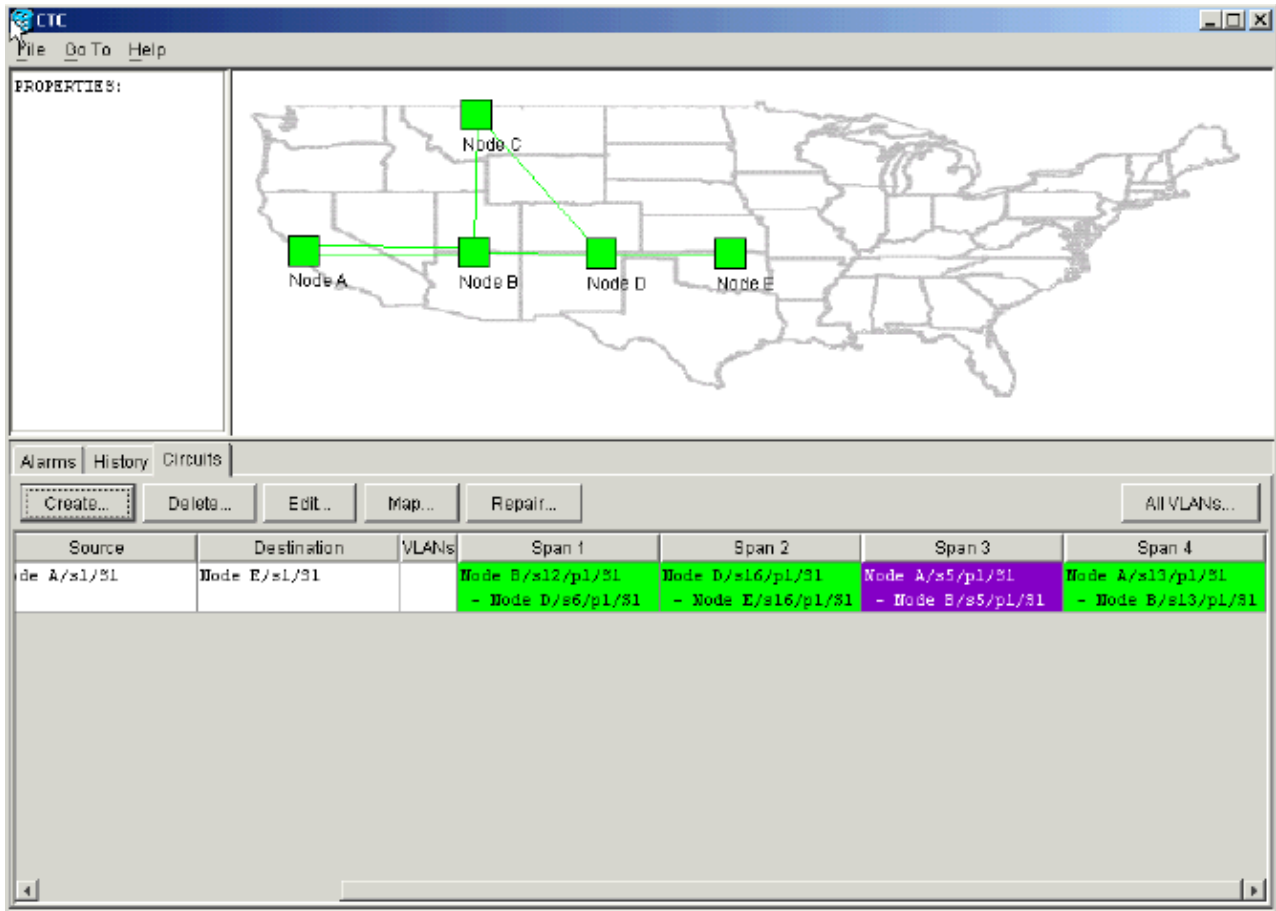 CTC
File Go To Help
PROPERTIES:
Node C
Node A
Node B
Node D
Node E
Alarms History Circuits
Create... Delete... Edit... Map... Repair... All VLANs...
Source Destination VLANs Span 1 Span 2 Span 3 Span 4
de A/s1/S1 Node E/s1/S1 Node B/s12/p1/S1 Node D/s16/p1/S1 Node A/s5/p1/S1 Node A/s13/p1/S1
- Node D/s6/p1/S1 - Node E/s16/p1/S1 - Node B/s5/p1/S1 - Node B/s13/p1/S1